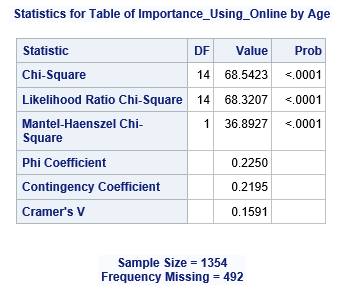 Statistics for Table of Importance_Using_Online by Age
Statistic DF Value Prob
Chi-Square 14 68.5423 <.0001
Likelihood Ratio Chi-Square 14 68.3207 <.0001
Mantel-Haenszel Chi- 1 36.8927 <.0001
Square
Phi Coefficient 0.2250
Contingency Coefficient 0.2195
Cramer's V 0.1591
Sample Size = 1354
Frequency Missing = 492